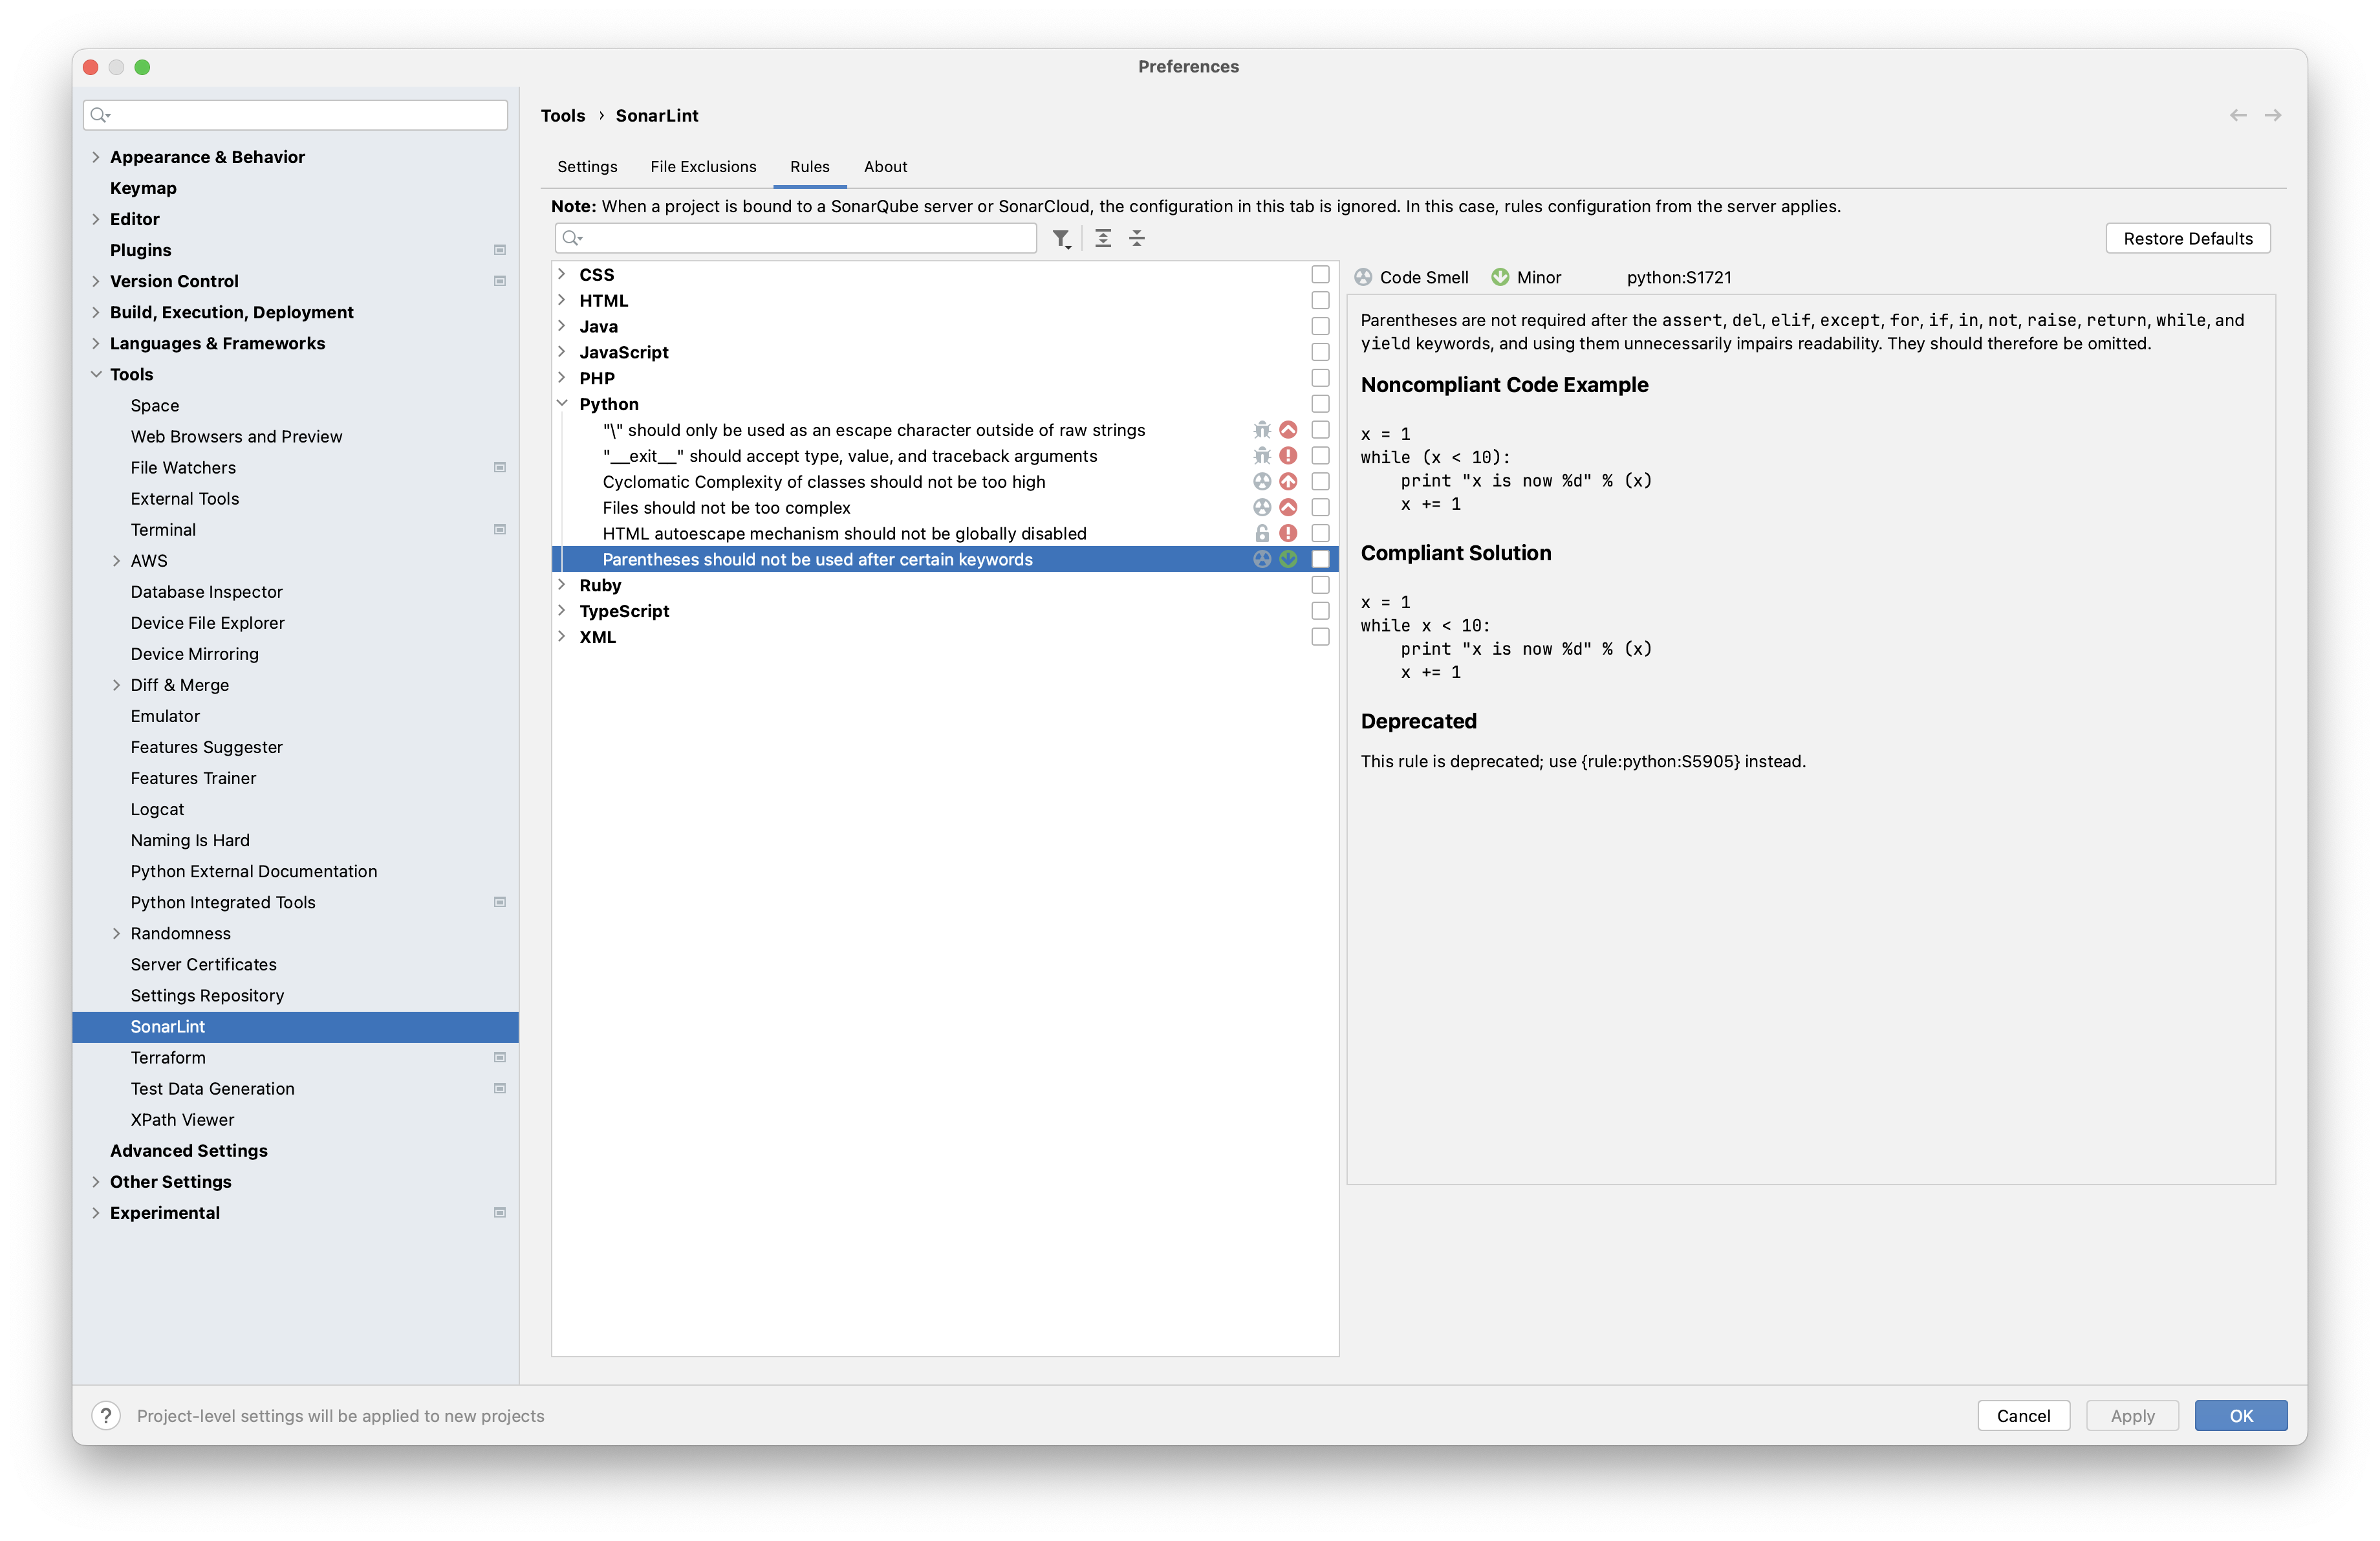 Preferences
Appearance & Behavior
Keymap
Editor
Plugins
Version Control
Build, Execution, Deployment
Languages & Frameworks
Tools
Space
Web Browsers and Preview
File Watchers
External Tools
Terminal
AWS
Database Inspector
Device File Explorer
Device Mirroring
Diff & Merge
Emulator
Features Suggester
Features Trainer
Logcat
Naming Is Hard
Python External Documentation
Python Integrated Tools
Randomness
Server Certificates
Settings Repository
SonarLint
Terraform
Test Data Generation
XPath Viewer
Advanced Settings
Other Settings
Experimental
Tools › SonarLint
Settings File Exclusions Rules About
Note: When a project is bound to a SonarQube server or SonarCloud, the configuration in this tab is ignored. In this case, rules configuration from the server applies.
Restore Defaults
CSS
HTML
Java
JavaScript
PHP
Python
"\" should only be used as an escape character outside of raw strings
"__exit__" should accept type, value, and traceback arguments
Cyclomatic Complexity of classes should not be too high
Files should not be too complex
HTML autoescape mechanism should not be globally disabled
Parentheses should not be used after certain keywords
Ruby
TypeScript
XML
Code Smell Minor python:S1721
Parentheses are not required after the assert, del, elif, except, for, if, in, not, raise, return, while, and
yield keywords, and using them unnecessarily impairs readability. They should therefore be omitted.
Noncompliant Code Example
x = 1
while (x < 10):
    print "x is now %d" % (x)
    x += 1
Compliant Solution
x = 1
while x < 10:
    print "x is now %d" % (x)
    x += 1
Deprecated
This rule is deprecated; use {rule:python:S5905} instead.
? Project-level settings will be applied to new projects
Cancel Apply OK